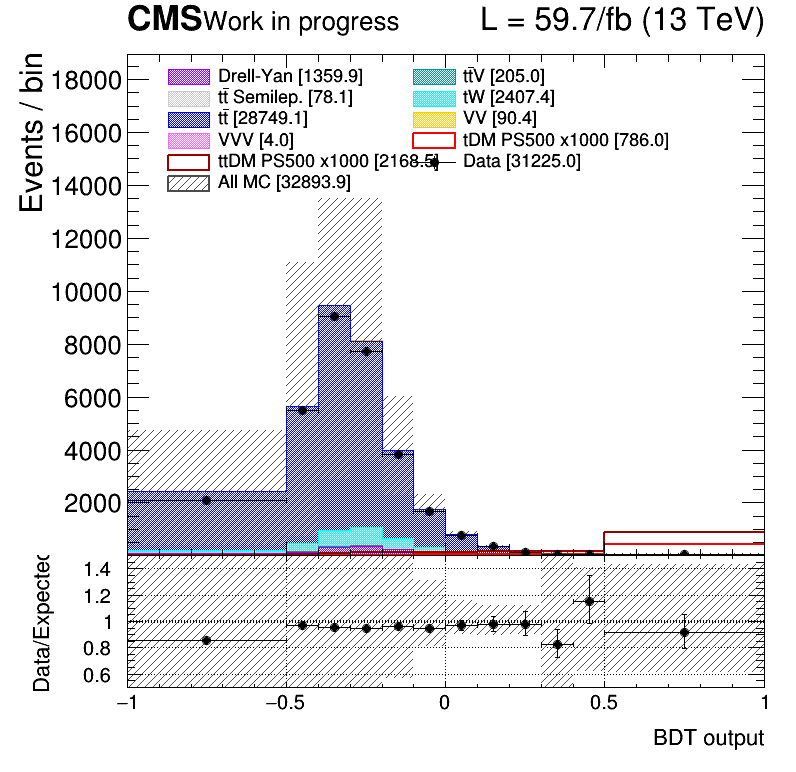 CMS Work in progress L = 59.7/fb (13 TeV)
Events / bin
18000
16000
14000
12000
10000
8000
6000
4000
2000
Drell-Yan [1359.9] tt̄V [205.0]
tt̄ Semilep. [78.1] tW [2407.4]
tt̄ [28749.1] VV [90.4]
VVV [4.0] tDM PS500 x1000 [786.0]
ttDM PS500 x1000 [2168.5] Data [31225.0]
All MC [32893.9]
Data/Expected
1.4
1.2
1
0.8
0.6
−1 −0.5 0 0.5 1
BDT output